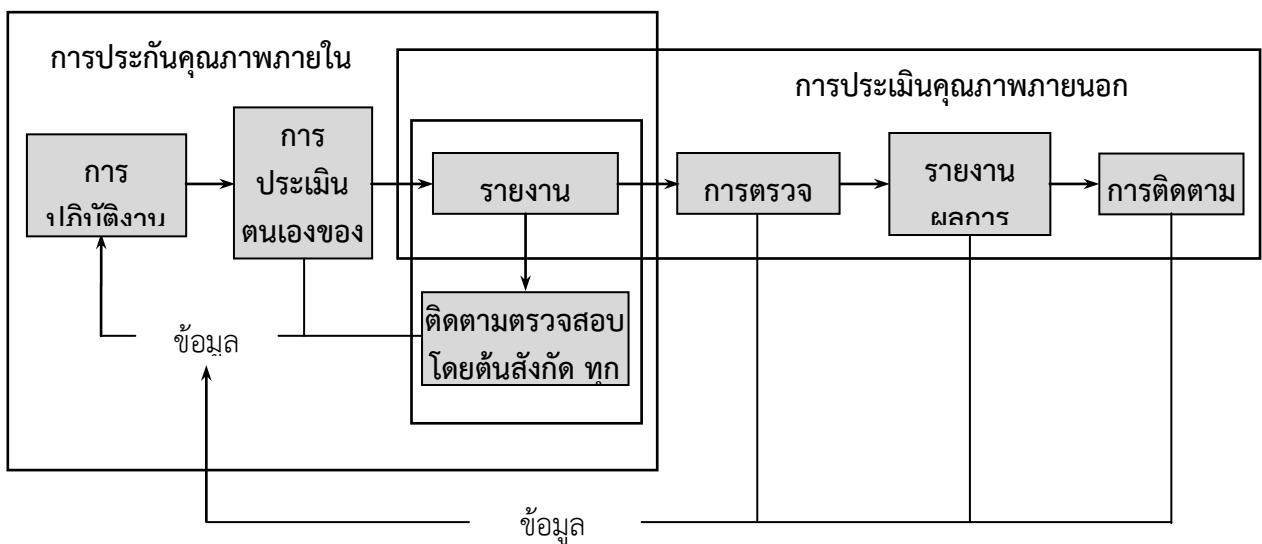 การประกันคุณภาพภายใน
การประเมินคุณภาพภายนอก
การ
ปฏิบัติงาน
การ
ประเมิน
ตนเองของ
รายงาน
การตรวจ
รายงาน
ผลการ
การติดตาม
ติดตามตรวจสอบ
โดยต้นสังกัด ทุก
ข้อมูล
ข้อมูล